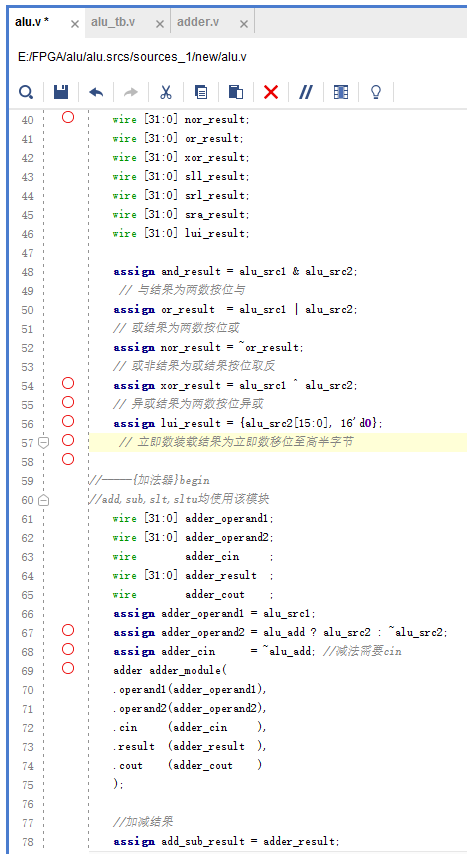 alu.v * × alu_tb.v × adder.v ×
E:/FPGA/alu/alu.srcs/sources_1/new/alu.v
40 wire [31:0] nor_result;
41 wire [31:0] or_result;
42 wire [31:0] xor_result;
43 wire [31:0] sll_result;
44 wire [31:0] srl_result;
45 wire [31:0] sra_result;
46 wire [31:0] lui_result;
47
48 assign and_result = alu_src1 & alu_src2;
49 // 与结果为两数按位与
50 assign or_result  = alu_src1 | alu_src2;
51 // 或结果为两数按位或
52 assign nor_result = ~or_result;
53 // 或非结果为或结果按位取反
54 assign xor_result = alu_src1 ^ alu_src2;
55 // 异或结果为两数按位异或
56 assign lui_result = {alu_src2[15:0], 16'd0};
57 // 立即数装载结果为立即数移位至高半字节
58
59 //-----{加法器}begin
60 //add,sub,slt,sltu均使用该模块
61 wire [31:0] adder_operand1;
62 wire [31:0] adder_operand2;
63 wire        adder_cin     ;
64 wire [31:0] adder_result  ;
65 wire        adder_cout    ;
66 assign adder_operand1 = alu_src1;
67 assign adder_operand2 = alu_add ? alu_src2 : ~alu_src2;
68 assign adder_cin      = ~alu_add; //减法需要cin
69 adder adder_module(
70 .operand1(adder_operand1),
71 .operand2(adder_operand2),
72 .cin     (adder_cin     ),
73 .result  (adder_result  ),
74 .cout    (adder_cout    )
75 );
76
77 //加减结果
78 assign add_sub_result = adder_result;